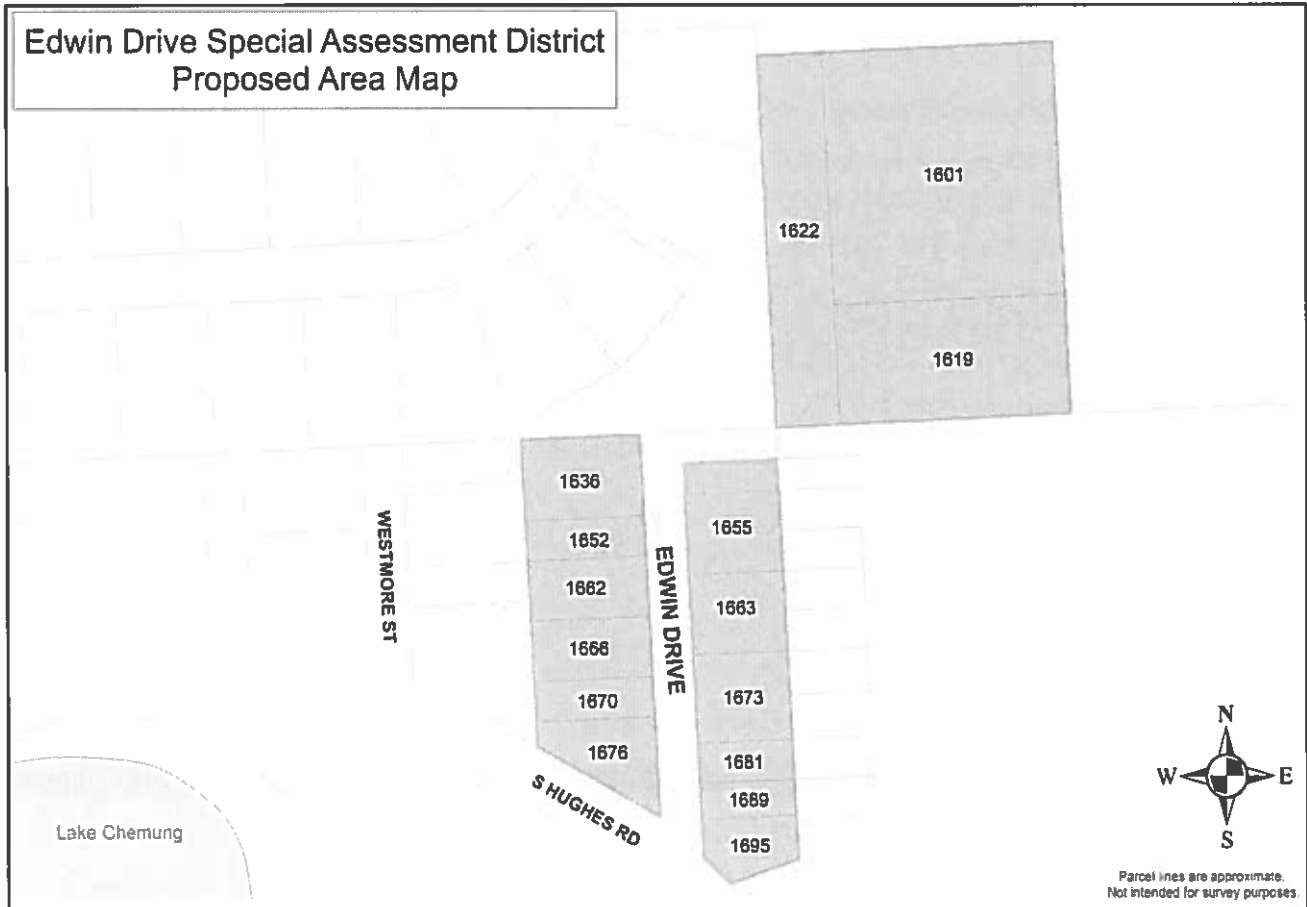 Edwin Drive Special Assessment District
Proposed Area Map
1601
1622
1619
1636
1655
1652
1662
1663
1666
1670
1673
1676
1681
1689
1695
WESTMORE ST
EDWIN DRIVE
S HUGHES RD
Lake Chemung
N
W
E
S
Parcel lines are approximate.
Not intended for survey purposes.